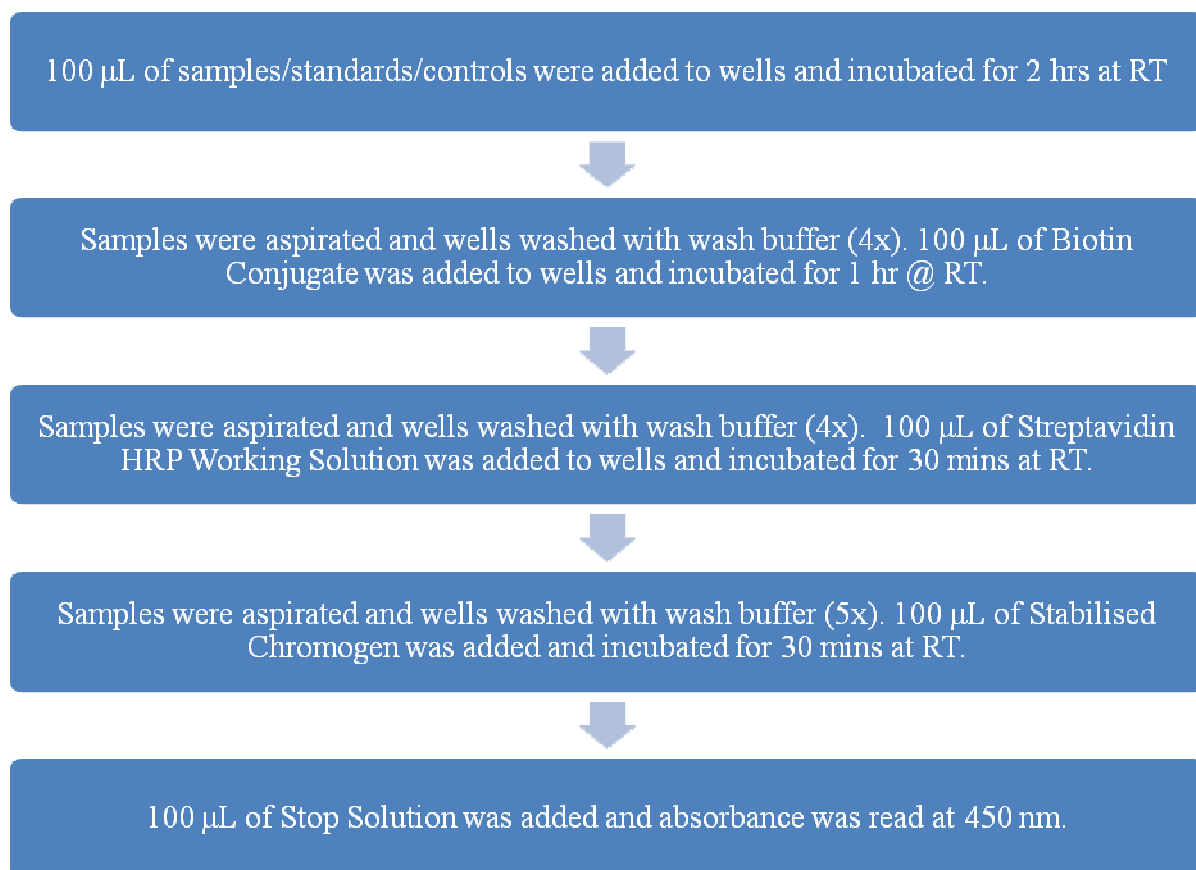 100 μL of samples/standards/controls were added to wells and incubated for 2 hrs at RT
Samples were aspirated and wells washed with wash buffer (4x). 100 μL of Biotin
Conjugate was added to wells and incubated for 1 hr @ RT.
Samples were aspirated and wells washed with wash buffer (4x).  100 μL of Streptavidin
HRP Working Solution was added to wells and incubated for 30 mins at RT.
Samples were aspirated and wells washed with wash buffer (5x). 100 μL of Stabilised
Chromogen was added and incubated for 30 mins at RT.
100 μL of Stop Solution was added and absorbance was read at 450 nm.